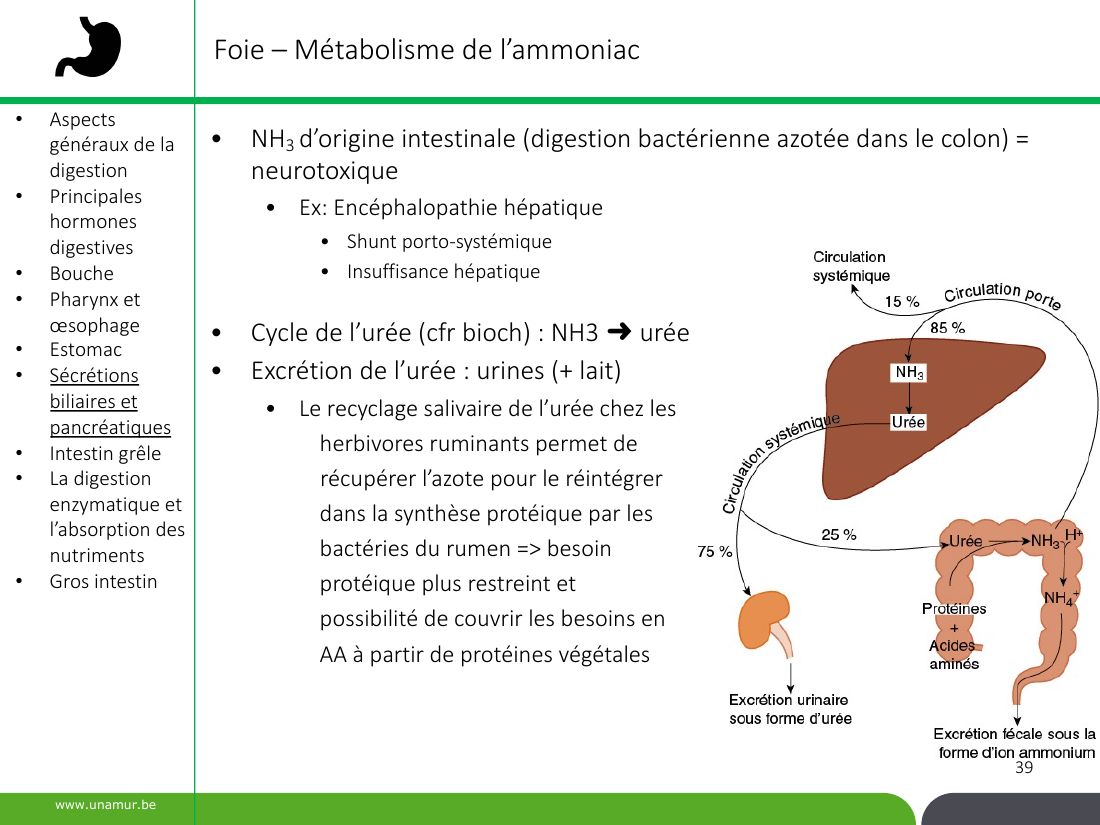 Foie – Métabolisme de l’ammoniac
• Aspects
généraux de la
digestion
• Principales
hormones
digestives
• Bouche
• Pharynx et
œsophage
• Estomac
• Sécrétions
biliaires et
pancréatiques
• Intestin grêle
• La digestion
enzymatique et
l’absorption des
nutriments
• Gros intestin
• NH3 d’origine intestinale (digestion bactérienne azotée dans le colon) =
neurotoxique
• Ex: Encéphalopathie hépatique
• Shunt porto-systémique
• Insuffisance hépatique
• Cycle de l’urée (cfr bioch) : NH3 ➜ urée
• Excrétion de l’urée : urines (+ lait)
• Le recyclage salivaire de l’urée chez les
herbivores ruminants permet de
récupérer l’azote pour le réintégrer
dans la synthèse protéique par les
bactéries du rumen => besoin
protéique plus restreint et
possibilité de couvrir les besoins en
AA à partir de protéines végétales
Circulation
systémique
15 %
Circulation porte
85 %
NH3
Urée
Circulation systémique
25 %
75 %
Urée
NH3
H+
NH4+
Protéines
+
Acides
aminés
Excrétion urinaire
sous forme d’urée
Excrétion fécale sous la
forme d’ion ammonium
39
www.unamur.be